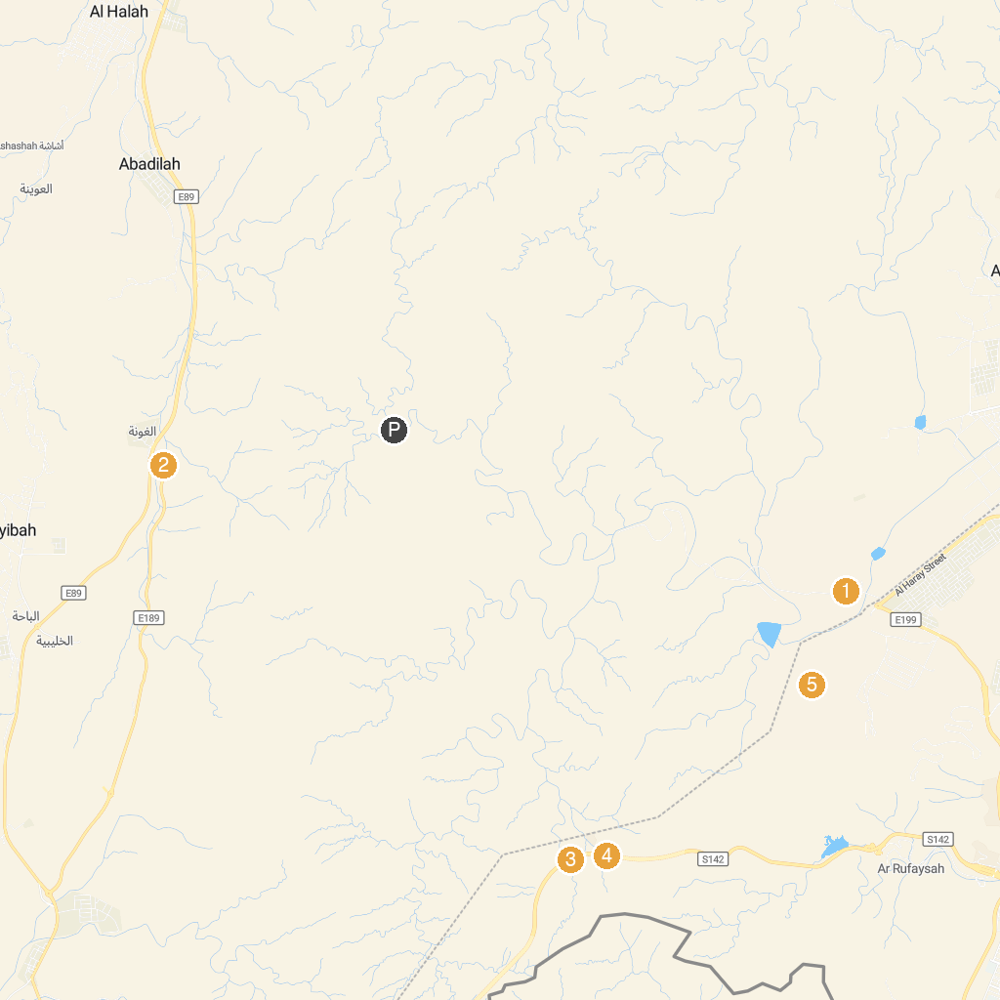 Al Halah
shashah أشاشة
Abadilah
العوينة
E89
A
الغونة
P
2
yibah
Al Haray Street
E89
1
الباحة
E189
E199
الخليبية
5
S142
3
4
S142
Ar Rufaysah